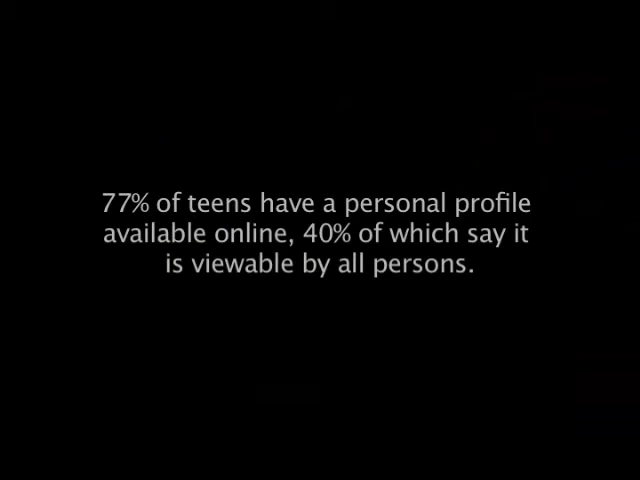 77% of teens have a personal profile
available online, 40% of which say it
is viewable by all persons.